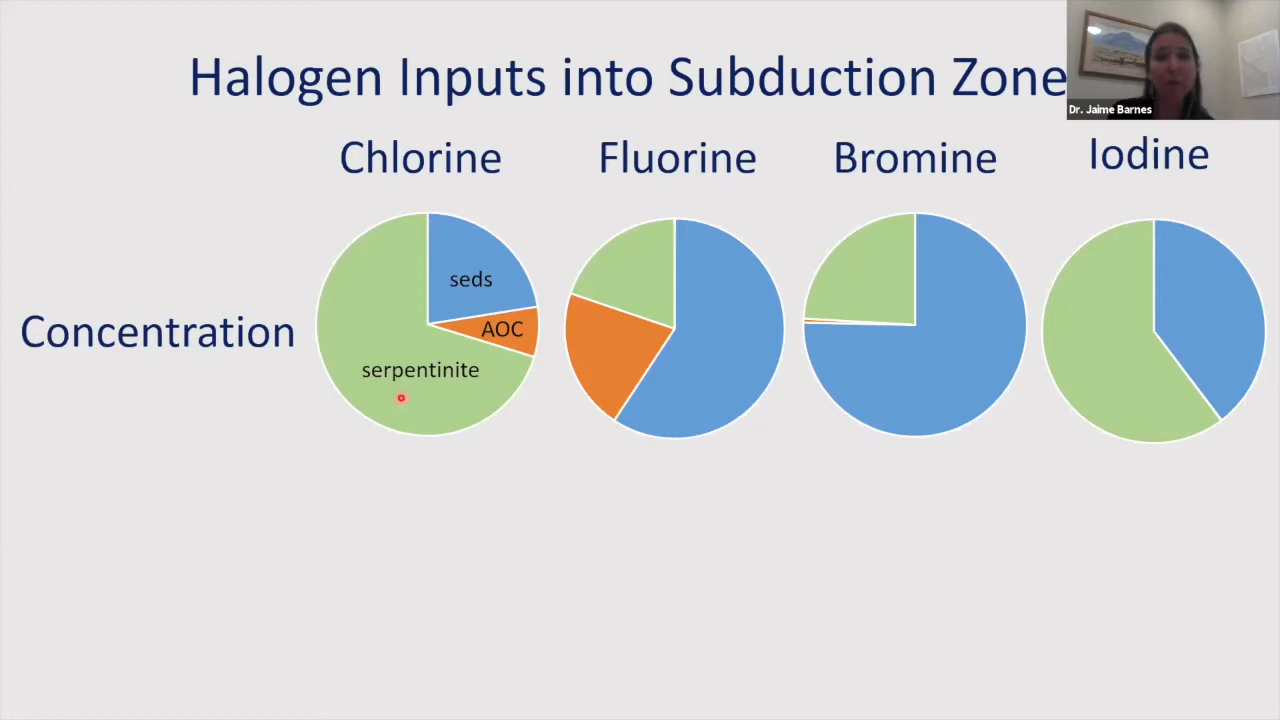 Halogen Inputs into Subduction Zone
Dr. Jaime Barnes
Chlorine
Fluorine
Bromine
Iodine
Concentration
seds
AOC
serpentinite